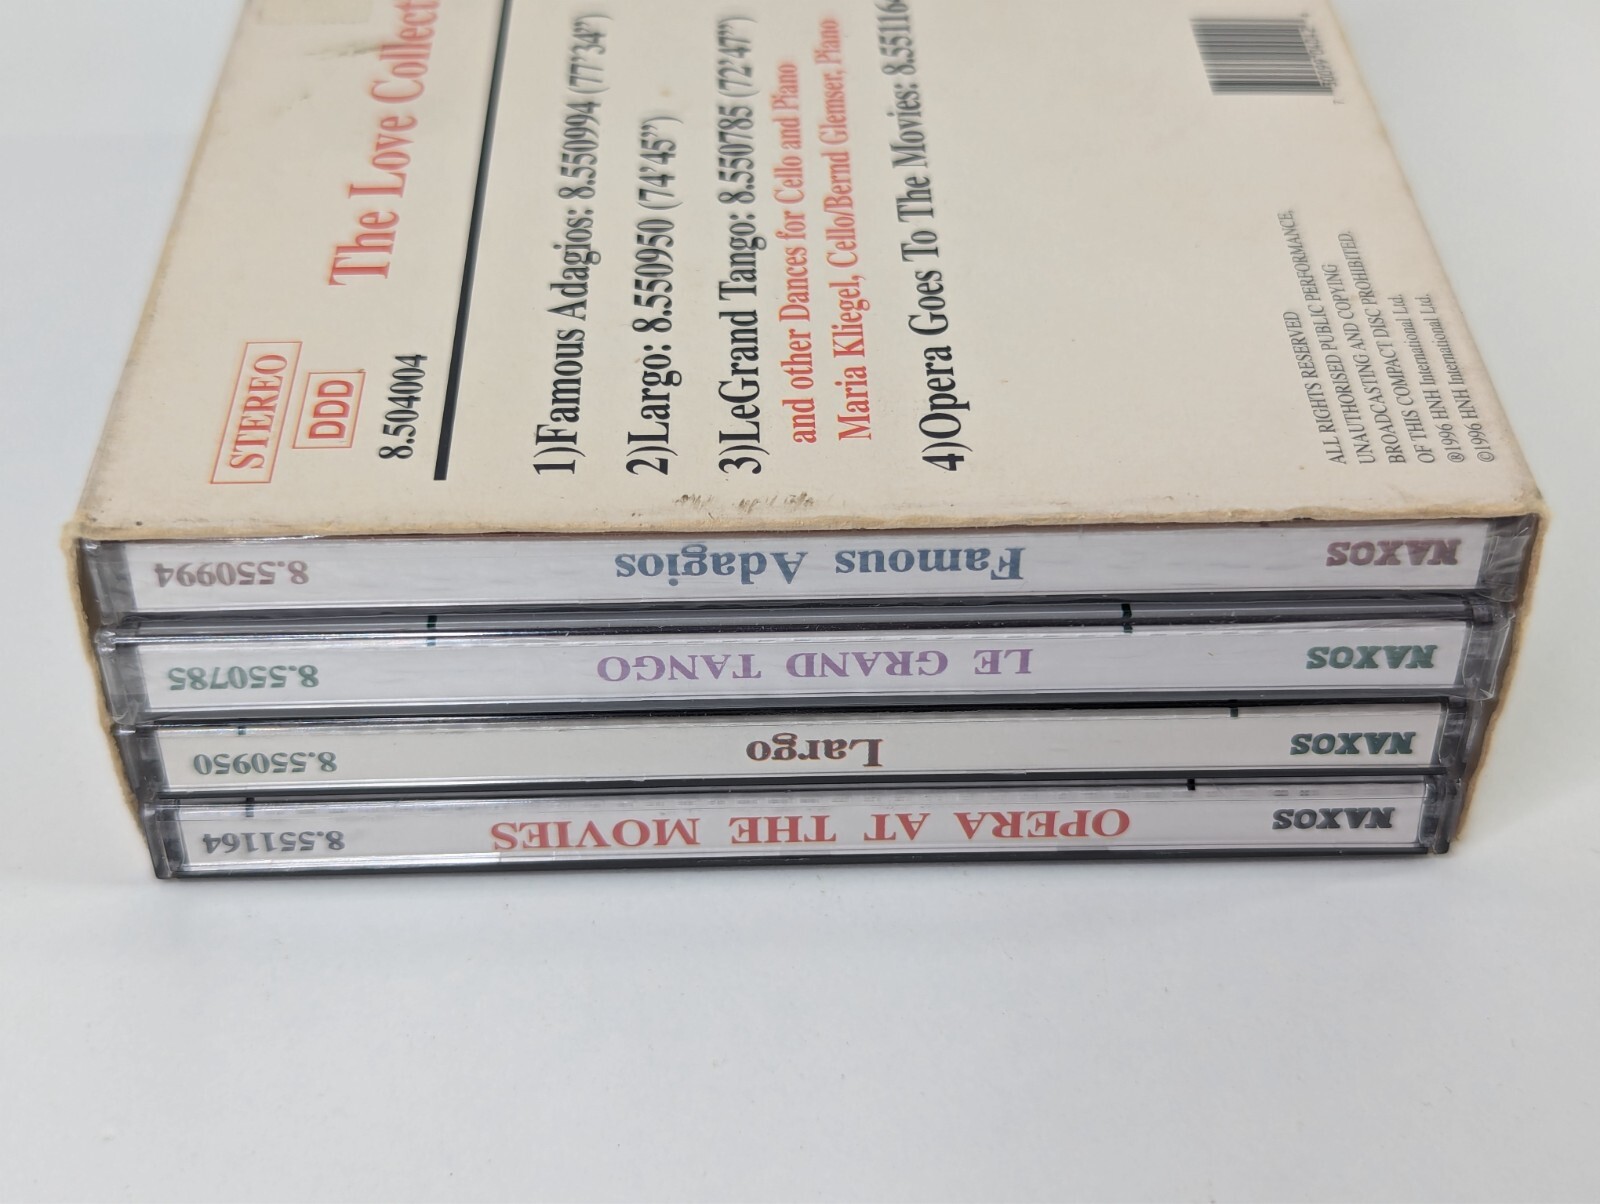 STEREO
DDD
The Love
8.504004
1)Famous Adagios: 8.550994 (77'34")
2)Largo: 8.550950 (74'45")
3)LeGrand Tango: 8.550785 (72'47")
and other Dances for Cello and Piano
Maria Kliegel, Cello/Bernd Glemser, Piano
4)Opera Goes To The Movies:
ALL RIGHTS RESERVED
UNAUTHORISED PUBLIC PERFORMANCE,
BROADCASTING AND COPYING
OF THIS COMPACT DISC PROHIBITED.
℗1996 HNH International Ltd.
©1996 HNH International Ltd.
NAXOS Famous Adagios 8.550994
NAXOS LE GRAND TANGO 8.550785
NAXOS Largo 8.550950
NAXOS OPERA AT THE MOVIES 8.551164